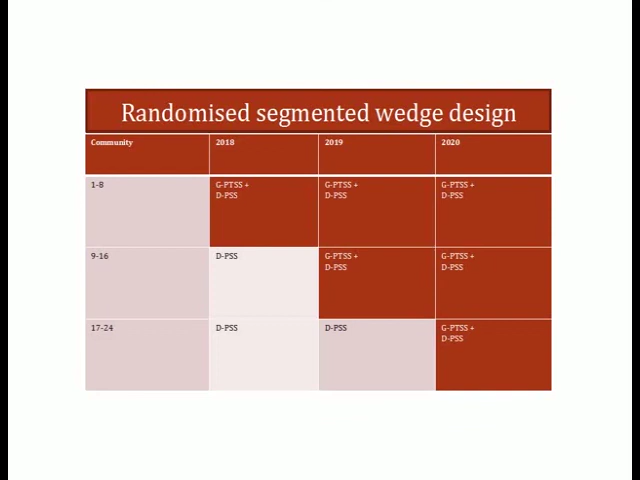 Randomised segmented wedge design
Community 2018 2019 2020
1-8 G-PTSS + G-PTSS + G-PTSS +
D-PSS D-PSS D-PSS
9-16 D-PSS G-PTSS + G-PTSS +
D-PSS D-PSS
17-24 D-PSS D-PSS G-PTSS +
D-PSS